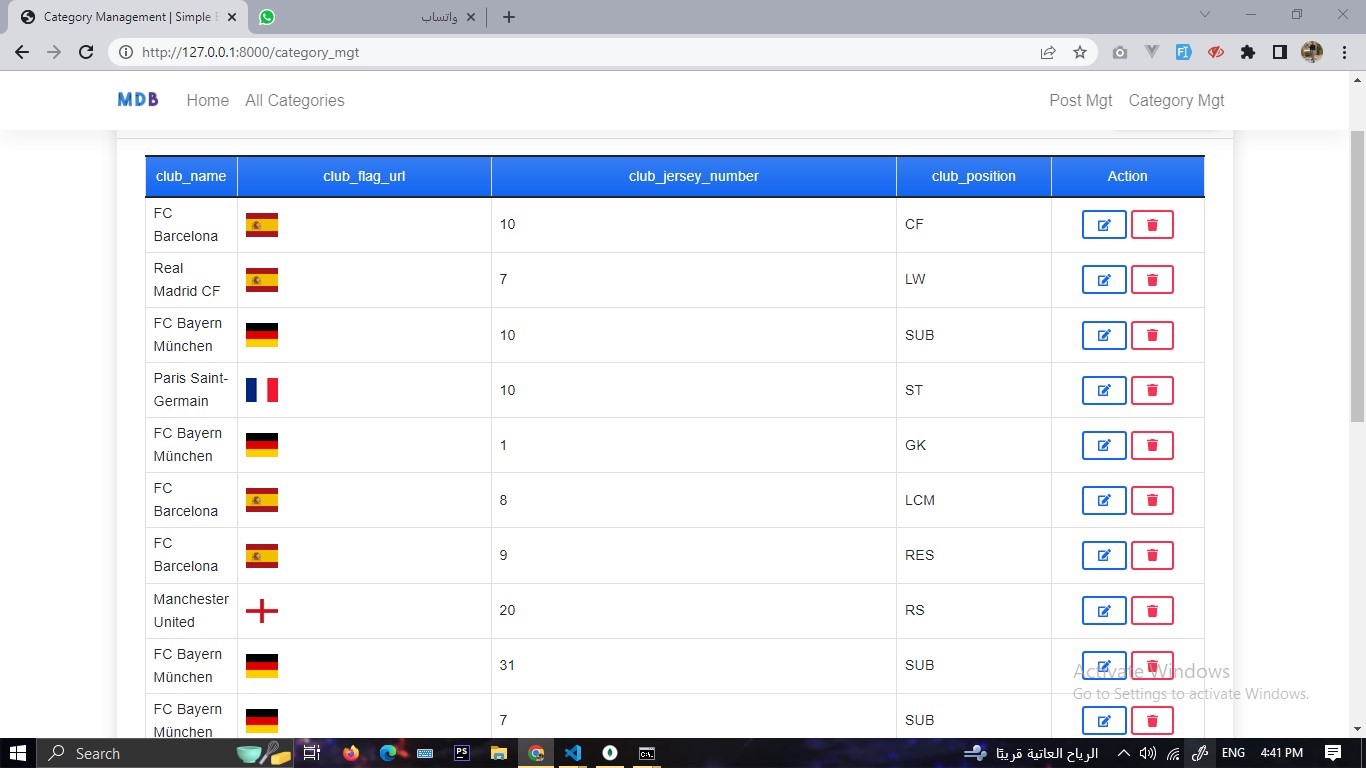 Category Management | Simple
واتساب
http://127.0.0.1:8000/category_mgt
MDB Home All Categories Post Mgt Category Mgt
club_name club_flag_url club_jersey_number club_position Action
FC
Barcelona
10 CF
Real
Madrid CF
7 LW
FC Bayern
München
10 SUB
Paris Saint-
Germain
10 ST
FC Bayern
München
1 GK
FC
Barcelona
8 LCM
FC
Barcelona
9 RES
Manchester
United
20 RS
FC Bayern
München
31 SUB
FC Bayern
München
7 SUB
Activate Windows
Go to Settings to activate Windows.
Search
PS
الرياح العاتية قريبًا
ENG 4:41 PM